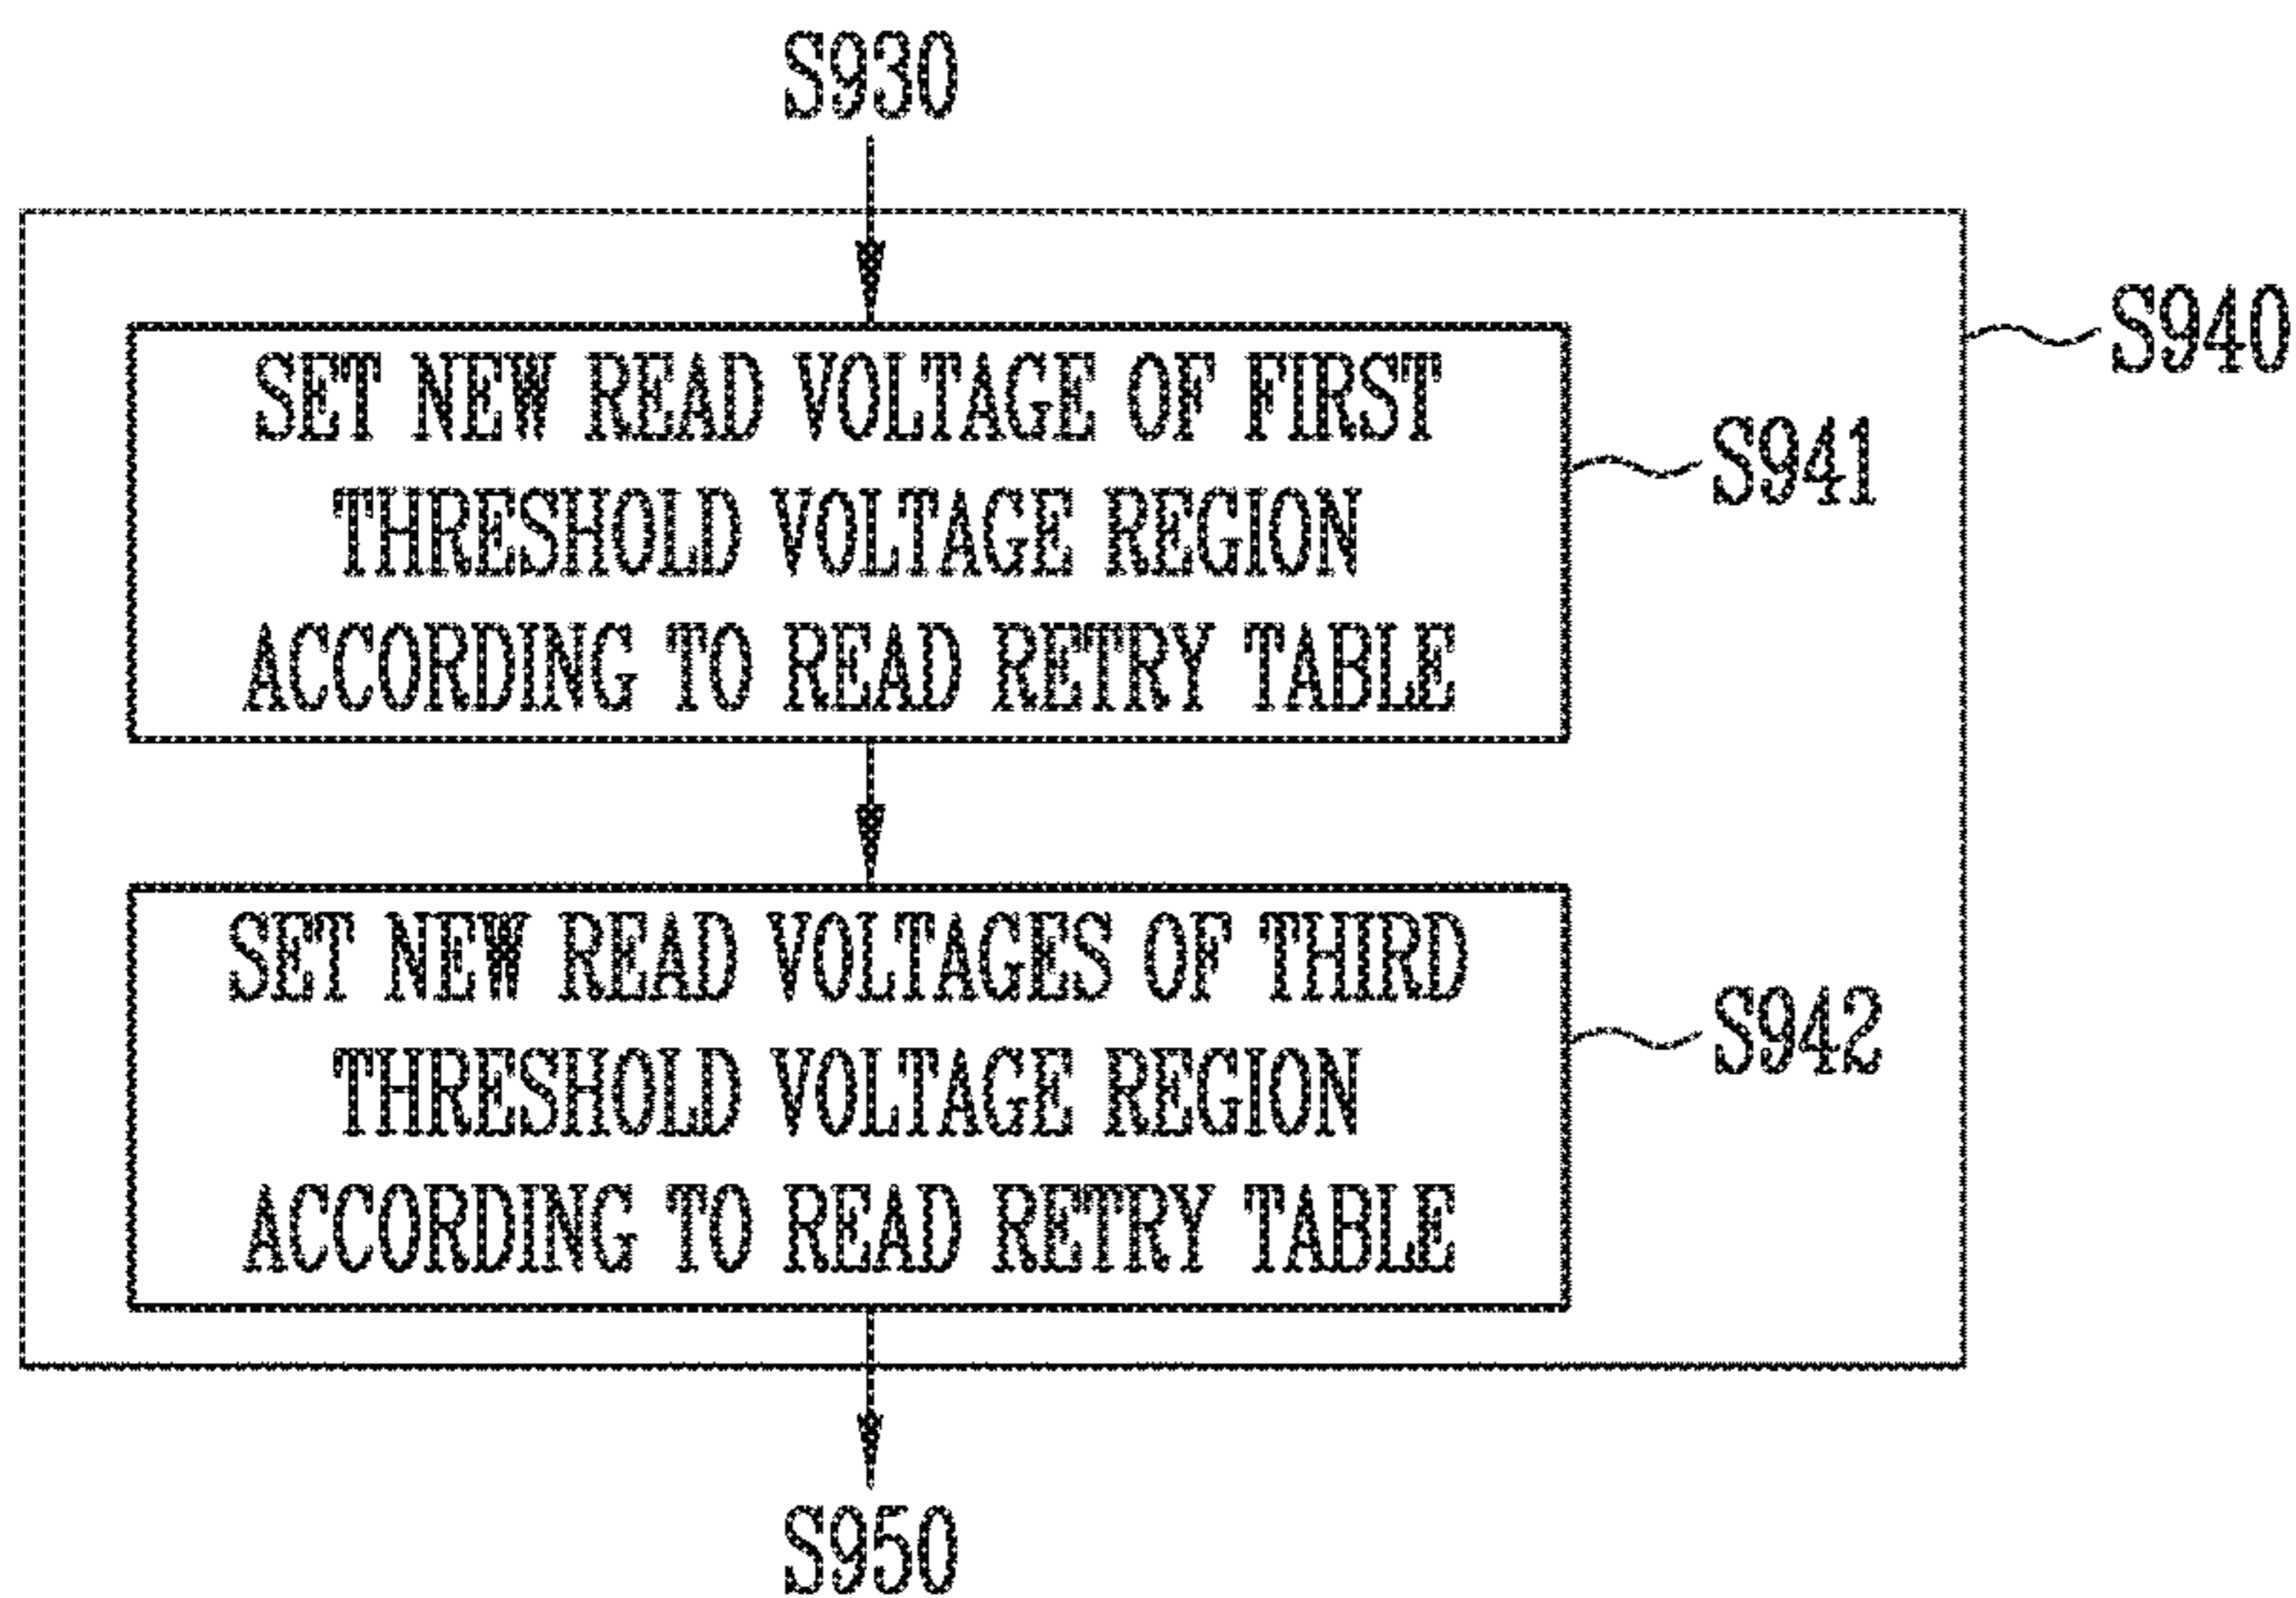 S930
S940
SET NEW READ VOLTAGE OF FIRST
THRESHOLD VOLTAGE REGION
ACCORDING TO READ RETRY TABLE
S941
SET NEW READ VOLTAGES OF THIRD
THRESHOLD VOLTAGE REGION
ACCORDING TO READ RETRY TABLE
S942
S950